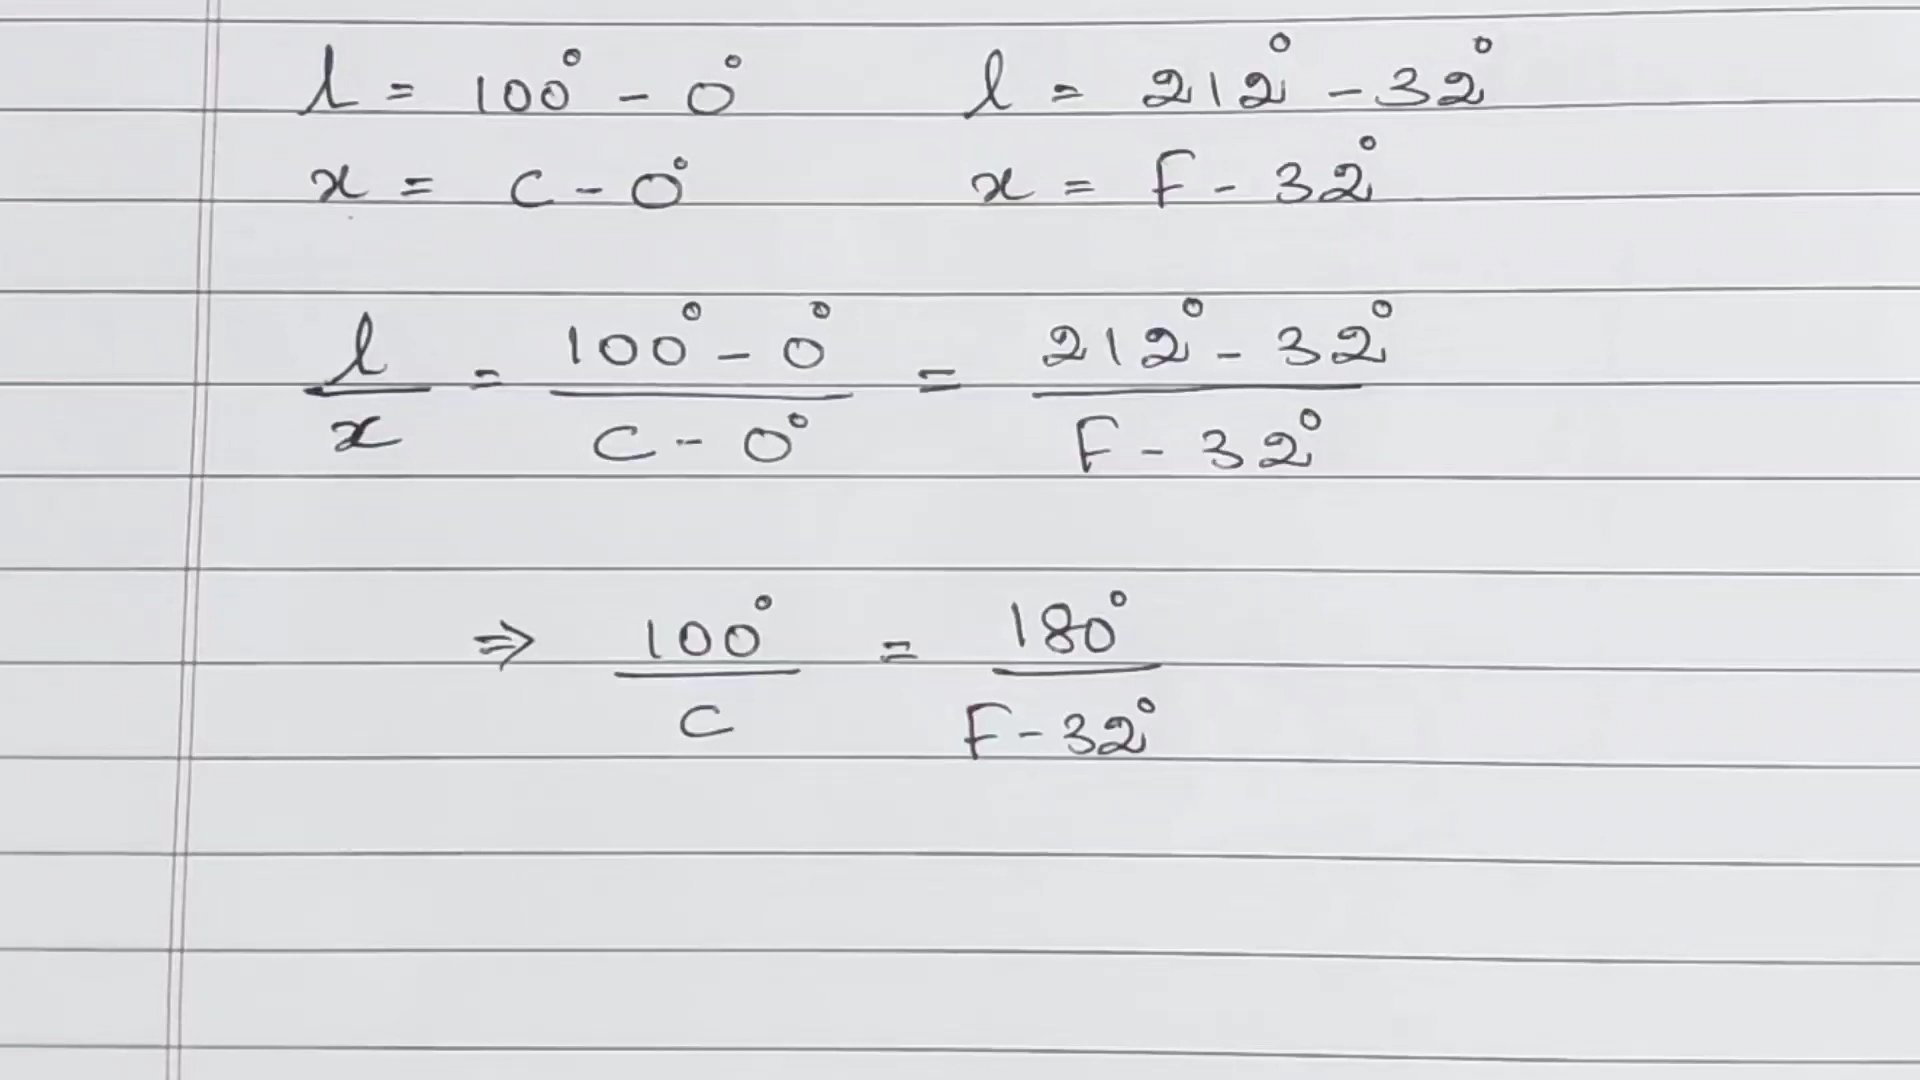 l = 100° - 0° l = 212° - 32°
x = C - 0° x = F - 32°
l/x = 100° - 0°/C - 0° = 212° - 32°/F - 32°
⇒ 100°/C = 180°/F - 32°